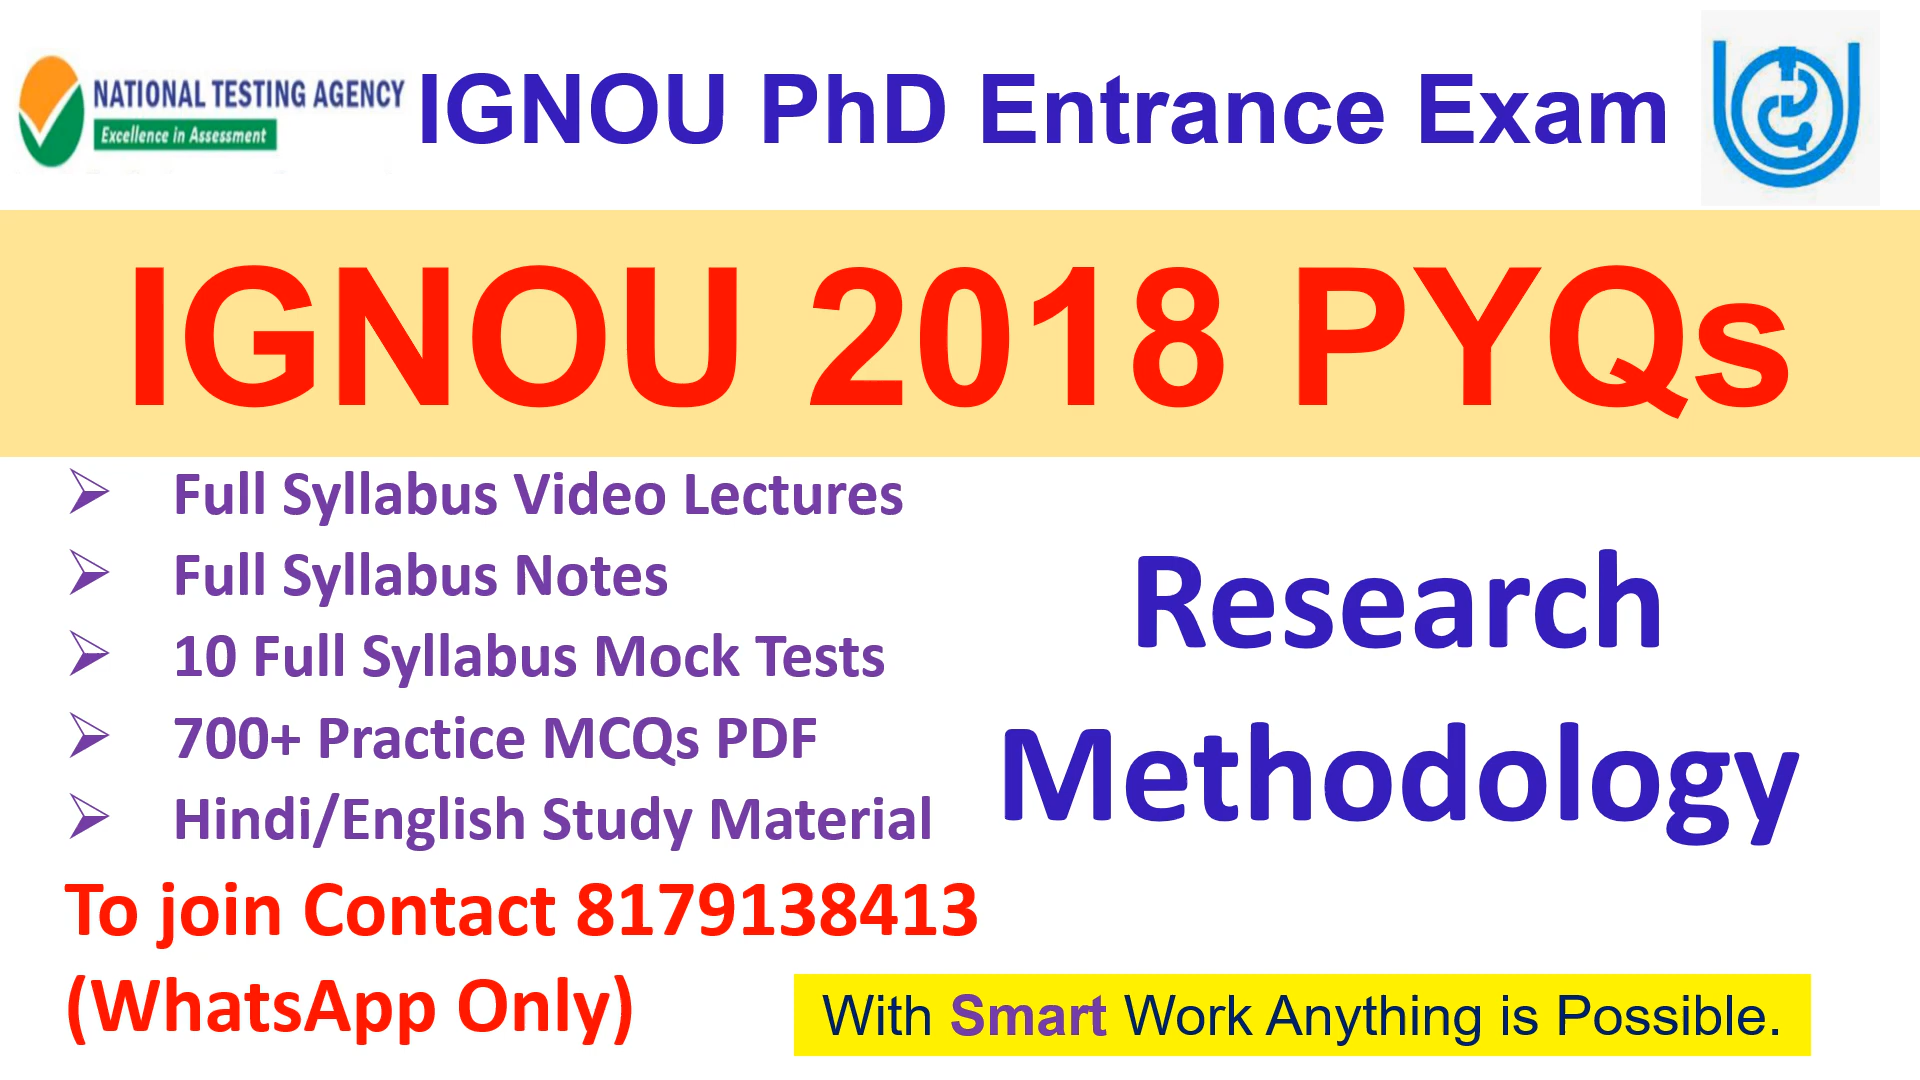 NATIONAL TESTING AGENCY
Excellence in Assessment
IGNOU PhD Entrance Exam
IGNOU 2018 PYQs
Full Syllabus Video Lectures
Full Syllabus Notes
10 Full Syllabus Mock Tests
700+ Practice MCQs PDF
Hindi/English Study Material
To join Contact 8179138413
(WhatsApp Only)
Research
Methodology
With Smart Work Anything is Possible.